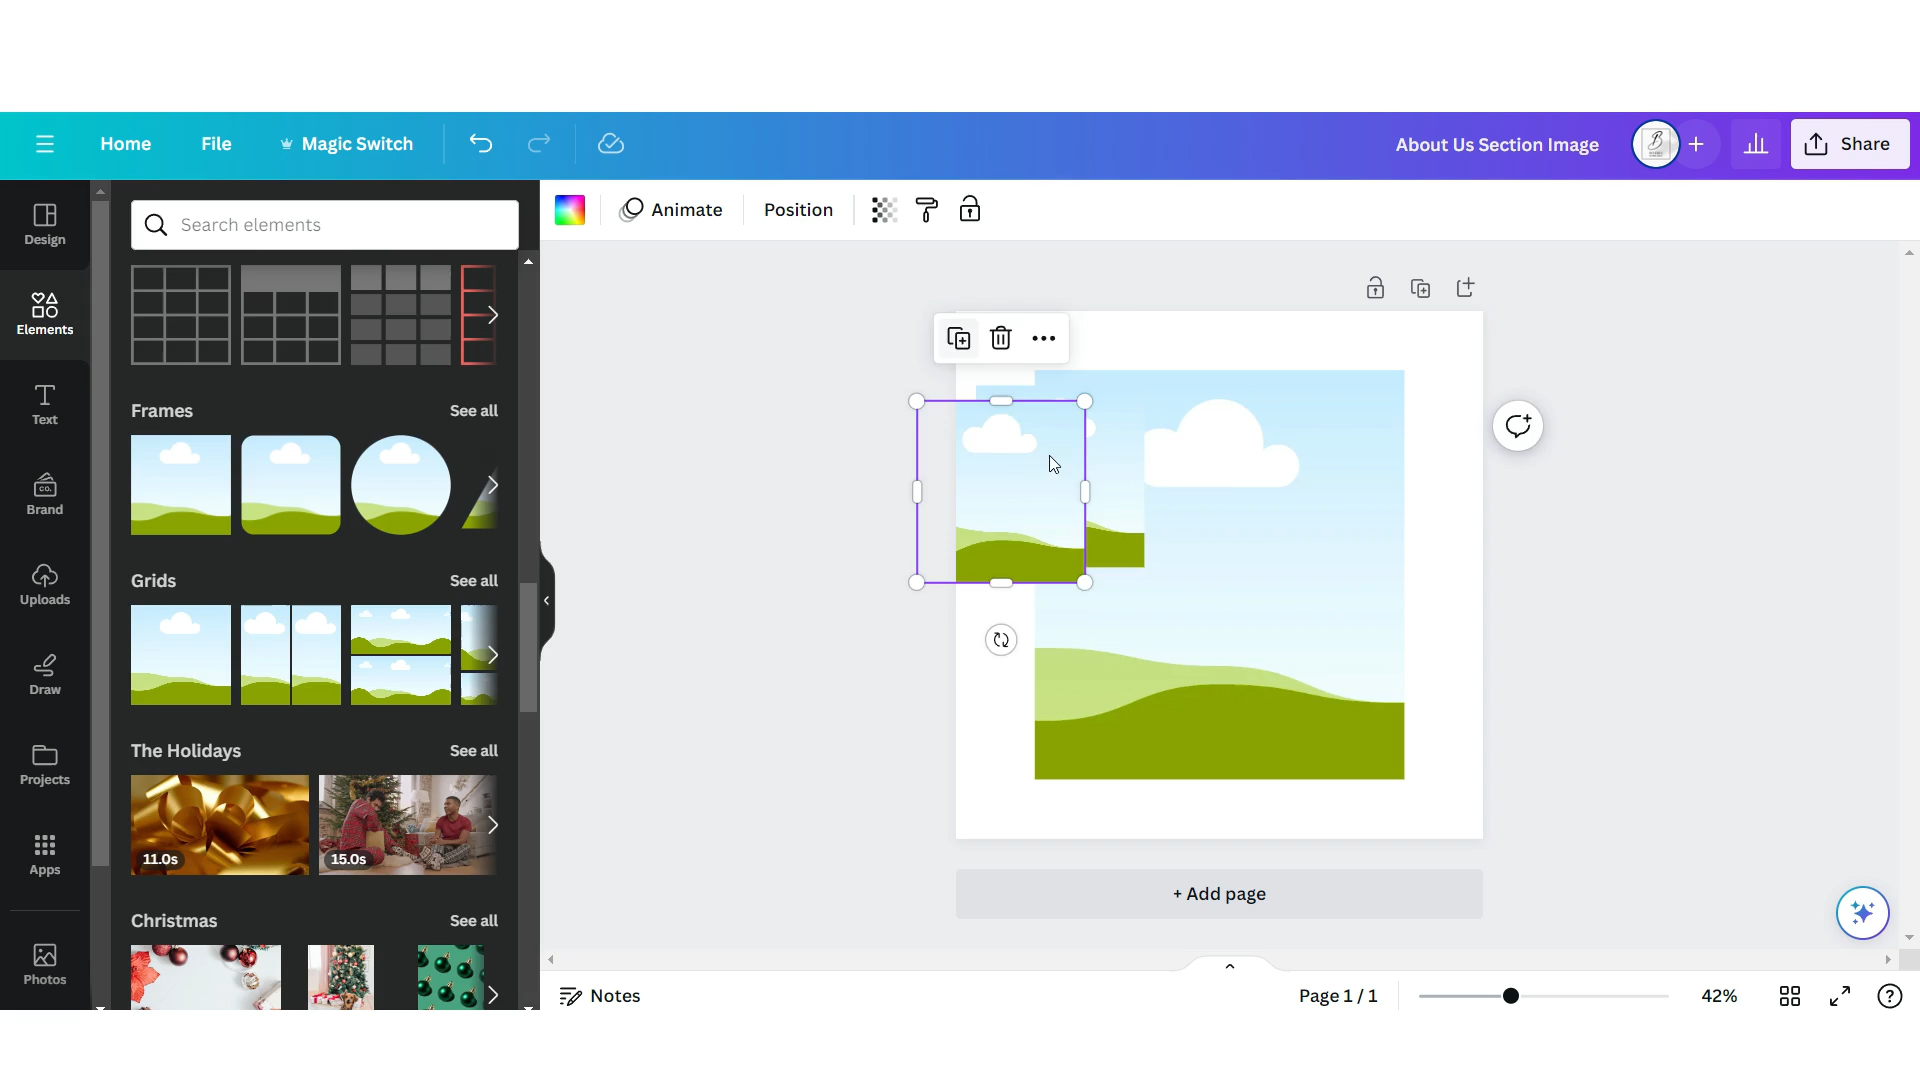 Home
File
Magic Switch
About Us Section Image
Share
Design
Elements
Text
Brand
Uploads
Draw
Projects
Apps
Photos
Search elements
Frames
See all
Grids
See all
The Holidays
See all
11.0s
15.0s
Christmas
See all
CO.
Animate
Position
+ Add page
Notes
Page 1 / 1
42%